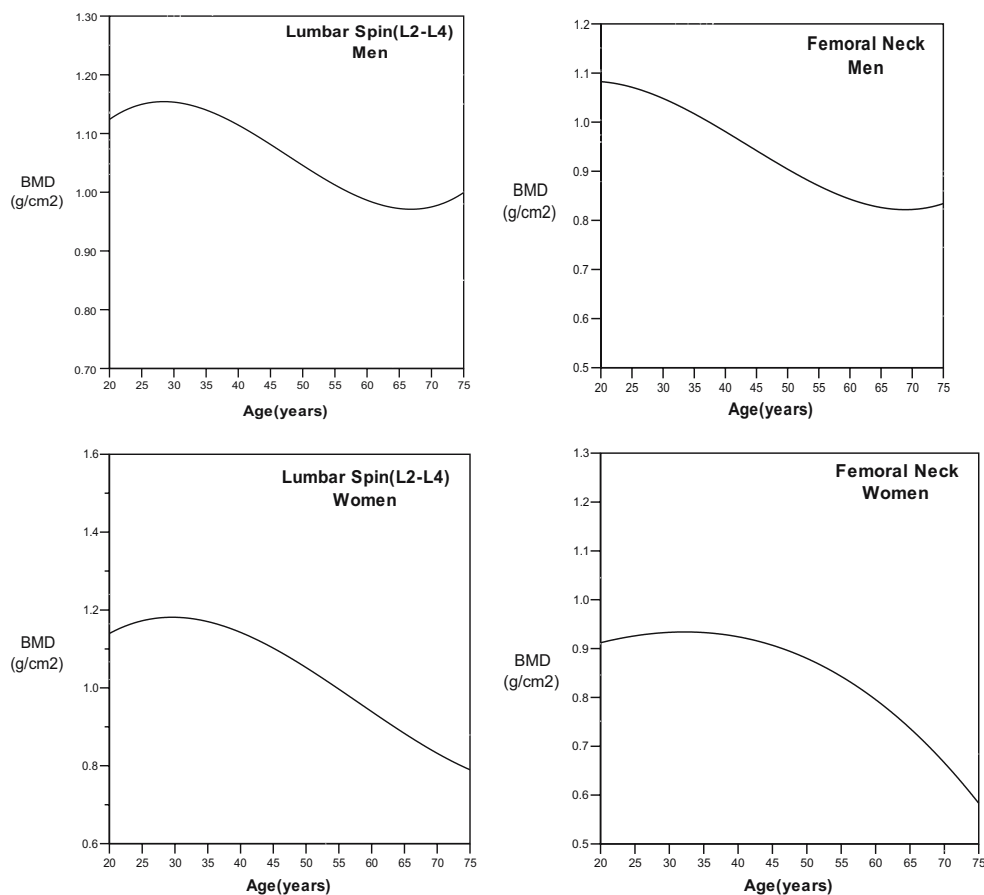 Lumbar Spin(L2-L4)
Men
1.30
1.20
1.10
1.00
0.90
0.80
0.70
BMD
(g/cm2)
20 25 30 35 40 45 50 55 60 65 70 75
Age(years)
Femoral Neck
Men
1.2
1.1
1.0
0.9
0.8
0.7
0.6
0.5
BMD
(g/cm2)
20 25 30 35 40 45 50 55 60 65 70 75
Age(years)
Lumbar Spin(L2-L4)
Women
1.6
1.4
1.2
1.0
0.8
0.6
BMD
(g/cm2)
20 25 30 35 40 45 50 55 60 65 70 75
Age(years)
Femoral Neck
Women
1.3
1.2
1.1
1.0
0.9
0.8
0.7
0.6
0.5
BMD
(g/cm2)
20 25 30 35 40 45 50 55 60 65 70 75
Age(years)